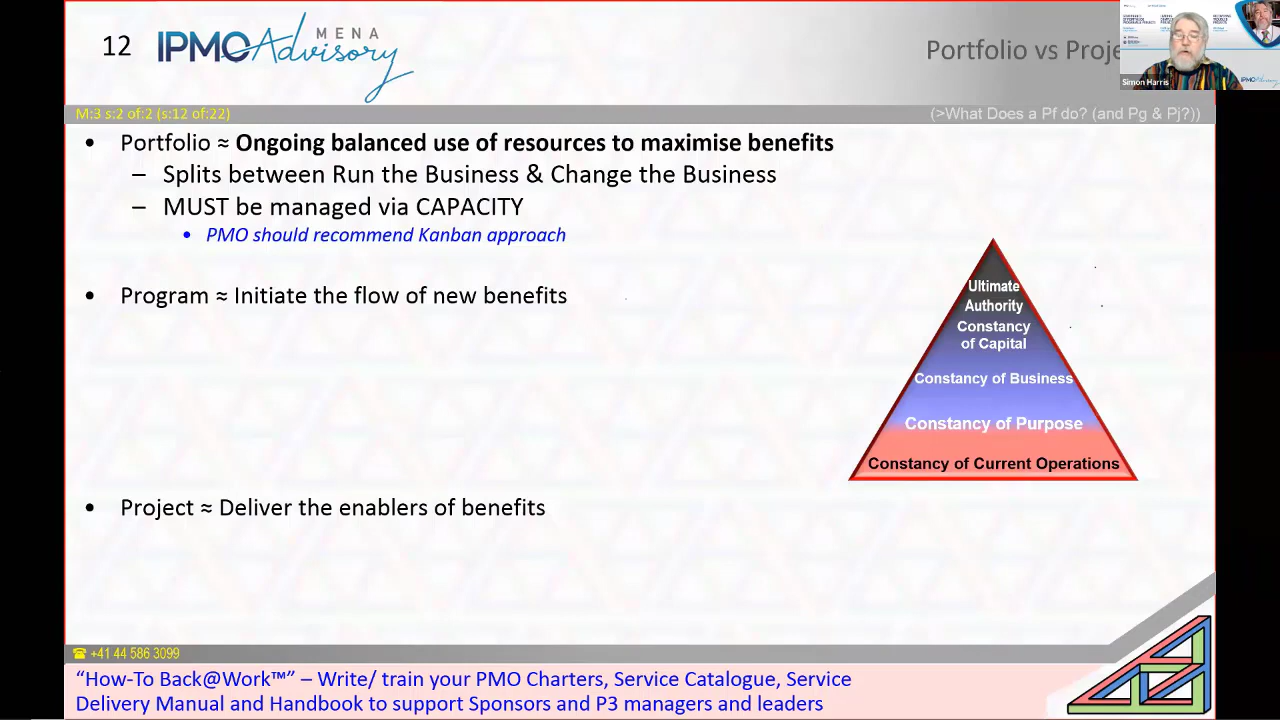 12
IPMO Advisory
MENA
Portfolio vs Proje
Simon Harris
M:3 s:2 of:2 (s:12 of:22)
(>What Does a Pf do? (and Pg & Pj?))
• Portfolio ≈ Ongoing balanced use of resources to maximise benefits
– Splits between Run the Business & Change the Business
– MUST be managed via CAPACITY
• PMO should recommend Kanban approach
• Program ≈ Initiate the flow of new benefits
Ultimate
Authority
Constancy
of Capital
Constancy of Business
Constancy of Purpose
Constancy of Current Operations
• Project ≈ Deliver the enablers of benefits
☎ +41 44 586 3099
“How-To Back@Work™” – Write/ train your PMO Charters, Service Catalogue, Service
Delivery Manual and Handbook to support Sponsors and P3 managers and leaders